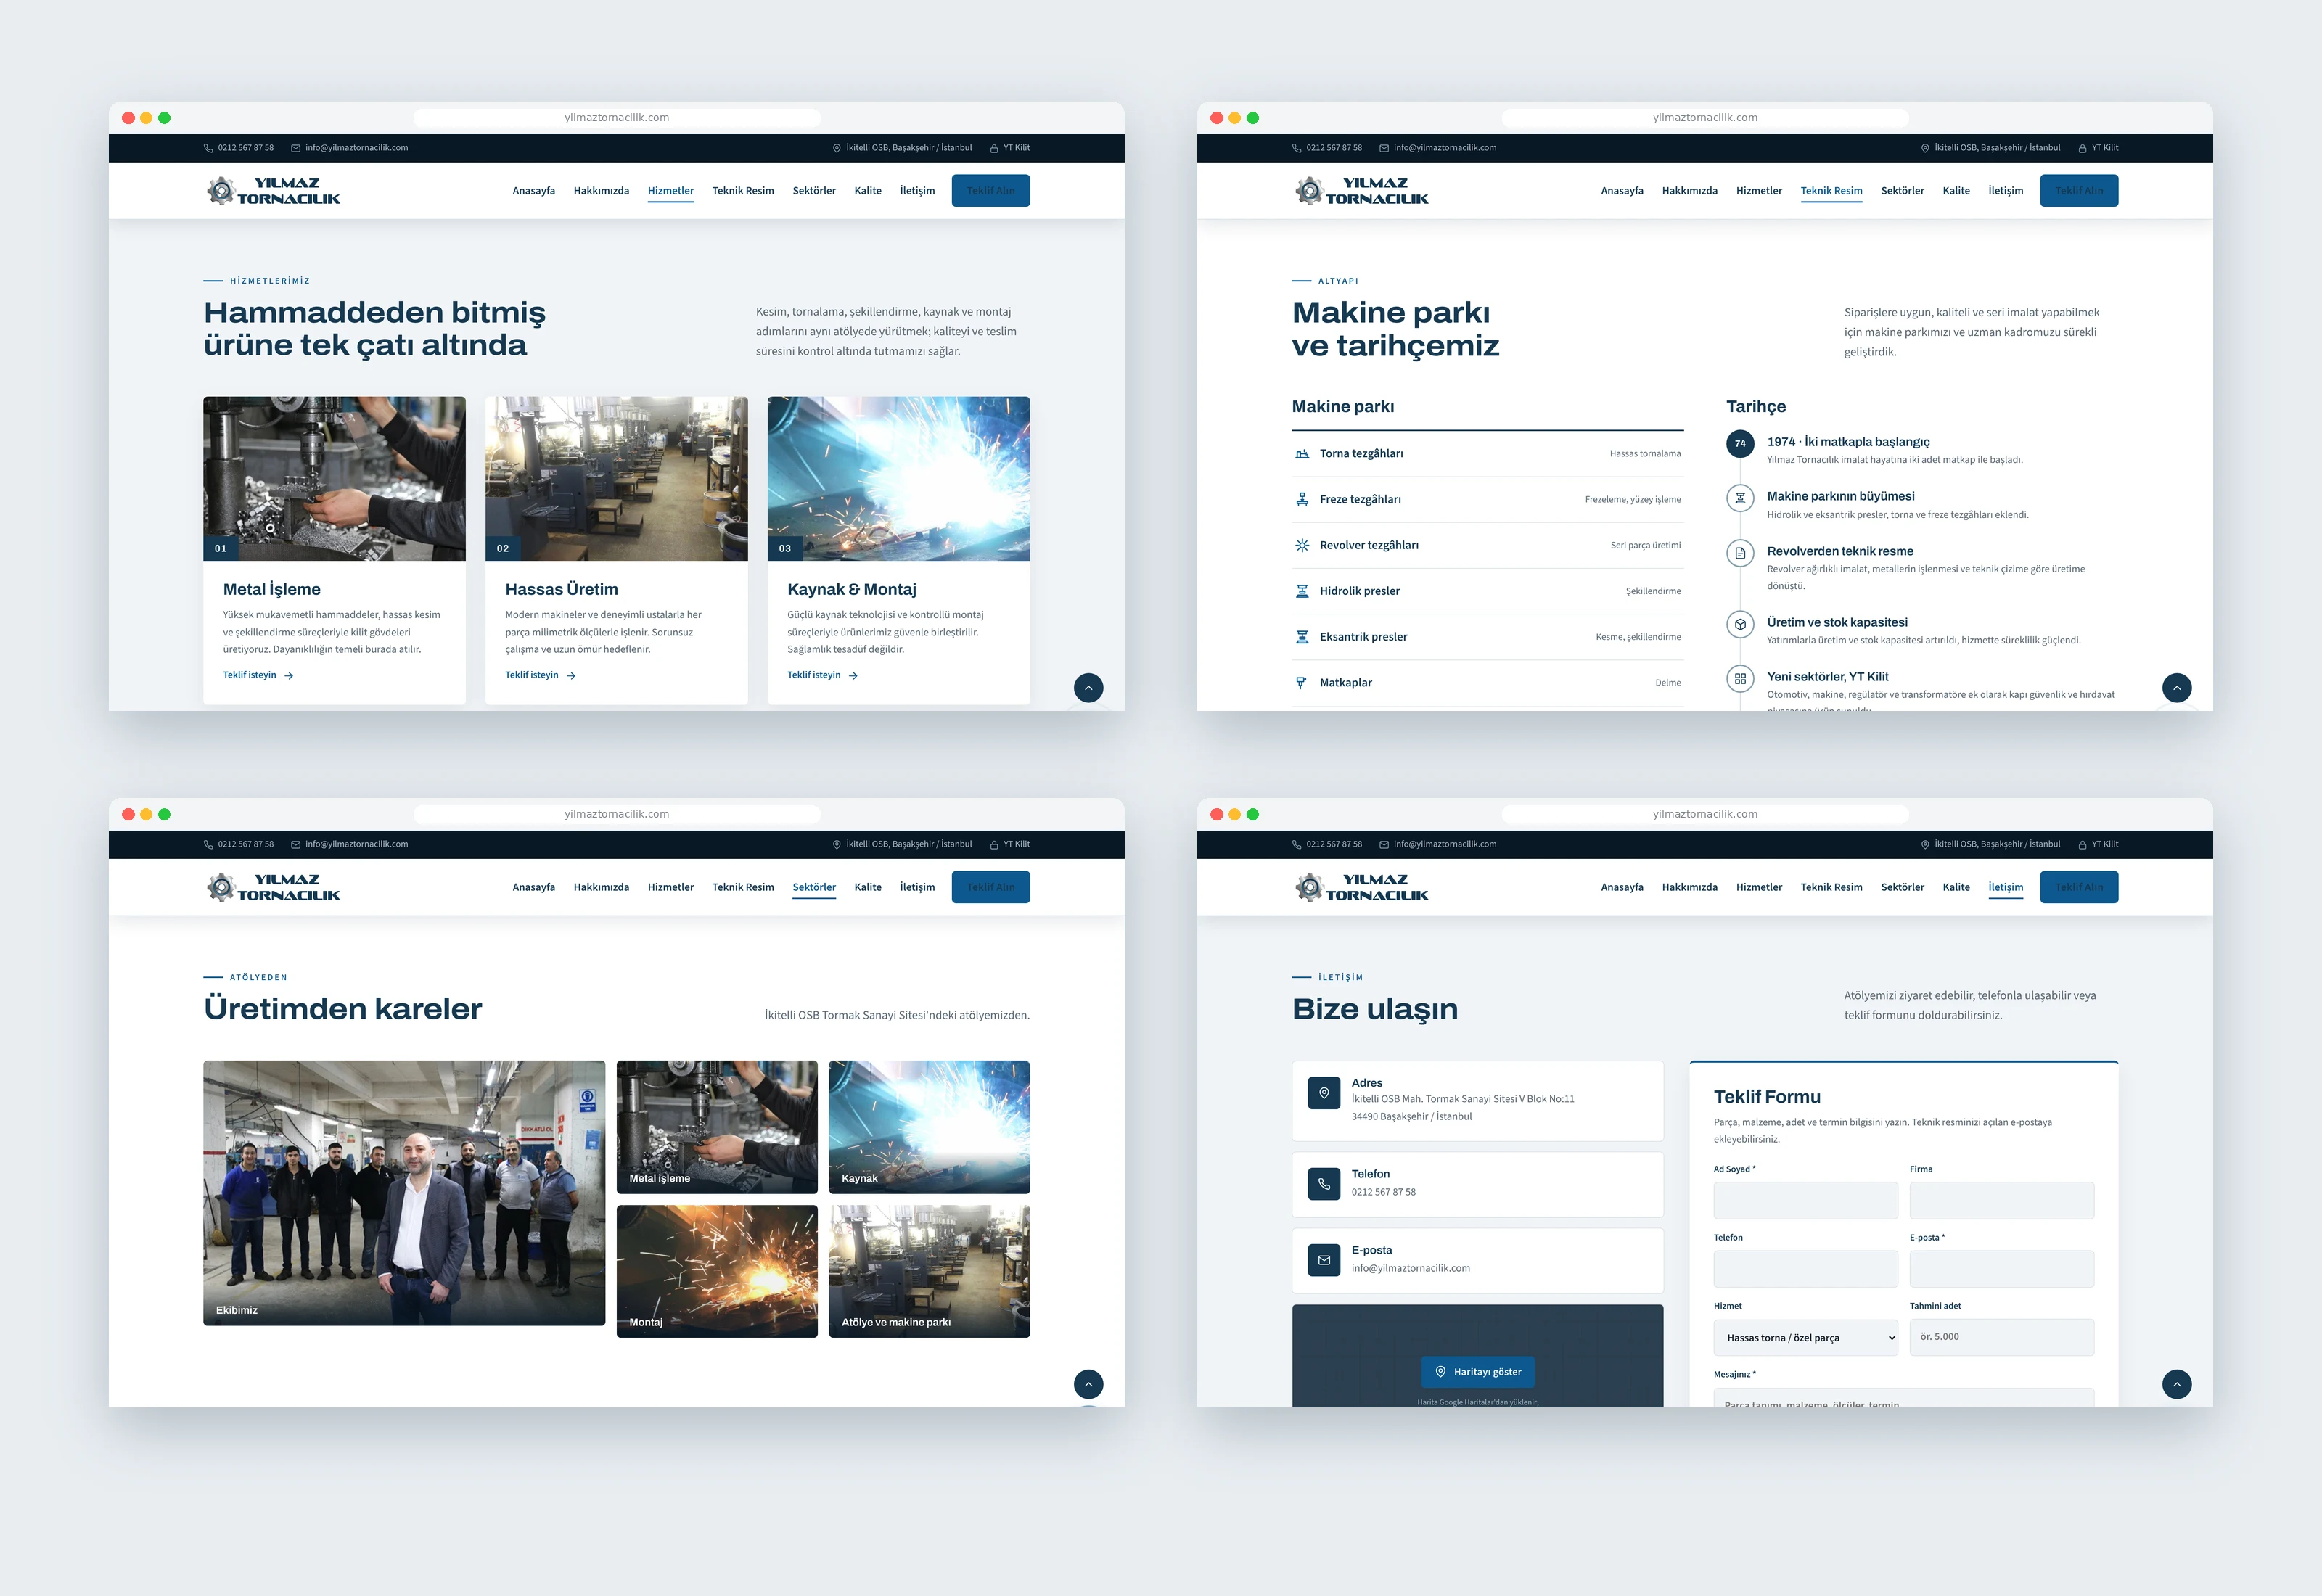 yilmaztornacilik.com
0212 567 87 58 info@yilmaztornacilik.com İkitelli OSB, Başakşehir / İstanbul YT Kilit
YILMAZ
TORNACILIK
Anasayfa Hakkımızda Hizmetler Teknik Resim Sektörler Kalite İletişim Teklif Alın
HİZMETLERİMİZ
Hammaddeden bitmiş
ürüne tek çatı altında
Kesim, tornalama, şekillendirme, kaynak ve montaj
adımlarını aynı atölyede yürütmek; kaliteyi ve teslim
süresini kontrol altında tutmamızı sağlar.
01
Metal İşleme
Yüksek mukavemetli hammaddeler, hassas kesim
ve şekillendirme süreçleriyle kilit gövdeleri
üretiyoruz. Dayanıklılığın temeli burada atılır.
Teklif isteyin
02
Hassas Üretim
Modern makineler ve deneyimli ustalarla her
parça milimetrik ölçülerle işlenir. Sorunsuz
çalışma ve uzun ömür hedeflenir.
Teklif isteyin
03
Kaynak & Montaj
Güçlü kaynak teknolojisi ve kontrollü montaj
süreçleriyle ürünlerimiz güvenle birleştirilir.
Sağlamlık tesadüf değildir.
Teklif isteyin
yilmaztornacilik.com
0212 567 87 58 info@yilmaztornacilik.com İkitelli OSB, Başakşehir / İstanbul YT Kilit
YILMAZ
TORNACILIK
Anasayfa Hakkımızda Hizmetler Teknik Resim Sektörler Kalite İletişim Teklif Alın
ALTYAPI
Makine parkı
ve tarihçemiz
Siparişlere uygun, kaliteli ve seri imalat yapabilmek
için makine parkımızı ve uzman kadromuzu sürekli
geliştirdik.
Makine parkı
Torna tezgâhları Hassas tornalama
Freze tezgâhları Frezeleme, yüzey işleme
Revolver tezgâhları Seri parça üretimi
Hidrolik presler Şekillendirme
Eksantrik presler Kesme, şekillendirme
Matkaplar Delme
Tarihçe
74
1974 · İki matkapla başlangıç
Yılmaz Tornacılık imalat hayatına iki adet matkap ile başladı.
Makine parkının büyümesi
Hidrolik ve eksantrik presler, torna ve freze tezgâhları eklendi.
Revolverden teknik resme
Revolver ağırlıklı imalat, metallerin işlenmesi ve teknik çizime göre üretime
dönüştü.
Üretim ve stok kapasitesi
Yatırımlarla üretim ve stok kapasitesi artırıldı, hizmette süreklilik güçlendi.
Yeni sektörler, YT Kilit
Otomotiv, makine, regülatör ve transformatöre ek olarak kapı güvenlik ve hırdavat
yilmaztornacilik.com
0212 567 87 58 info@yilmaztornacilik.com İkitelli OSB, Başakşehir / İstanbul YT Kilit
YILMAZ
TORNACILIK
Anasayfa Hakkımızda Hizmetler Teknik Resim Sektörler Kalite İletişim Teklif Alın
ATÖLYEDEN
Üretimden kareler
İkitelli OSB Tormak Sanayi Sitesi'ndeki atölyemizden.
Ekibimiz
Metal işleme
Kaynak
Montaj
Atölye ve makine parkı
yilmaztornacilik.com
0212 567 87 58 info@yilmaztornacilik.com İkitelli OSB, Başakşehir / İstanbul YT Kilit
YILMAZ
TORNACILIK
Anasayfa Hakkımızda Hizmetler Teknik Resim Sektörler Kalite İletişim Teklif Alın
İLETİŞİM
Bize ulaşın
Atölyemizi ziyaret edebilir, telefonla ulaşabilir veya
teklif formunu doldurabilirsiniz.
Adres
İkitelli OSB Mah. Tormak Sanayi Sitesi V Blok No:11
34490 Başakşehir / İstanbul
Telefon
0212 567 87 58
E-posta
info@yilmaztornacilik.com
Haritayı göster
Harita Google Haritalar'dan yüklenir;
Teklif Formu
Parça, malzeme, adet ve termin bilgisini yazın. Teknik resminizi açılan e-postaya
ekleyebilirsiniz.
Ad Soyad * Firma
Telefon E-posta *
Hizmet Tahmini adet
Hassas torna / özel parça ör. 5.000
Mesajınız *
Parça tanımı, malzeme, ölçüler, termin